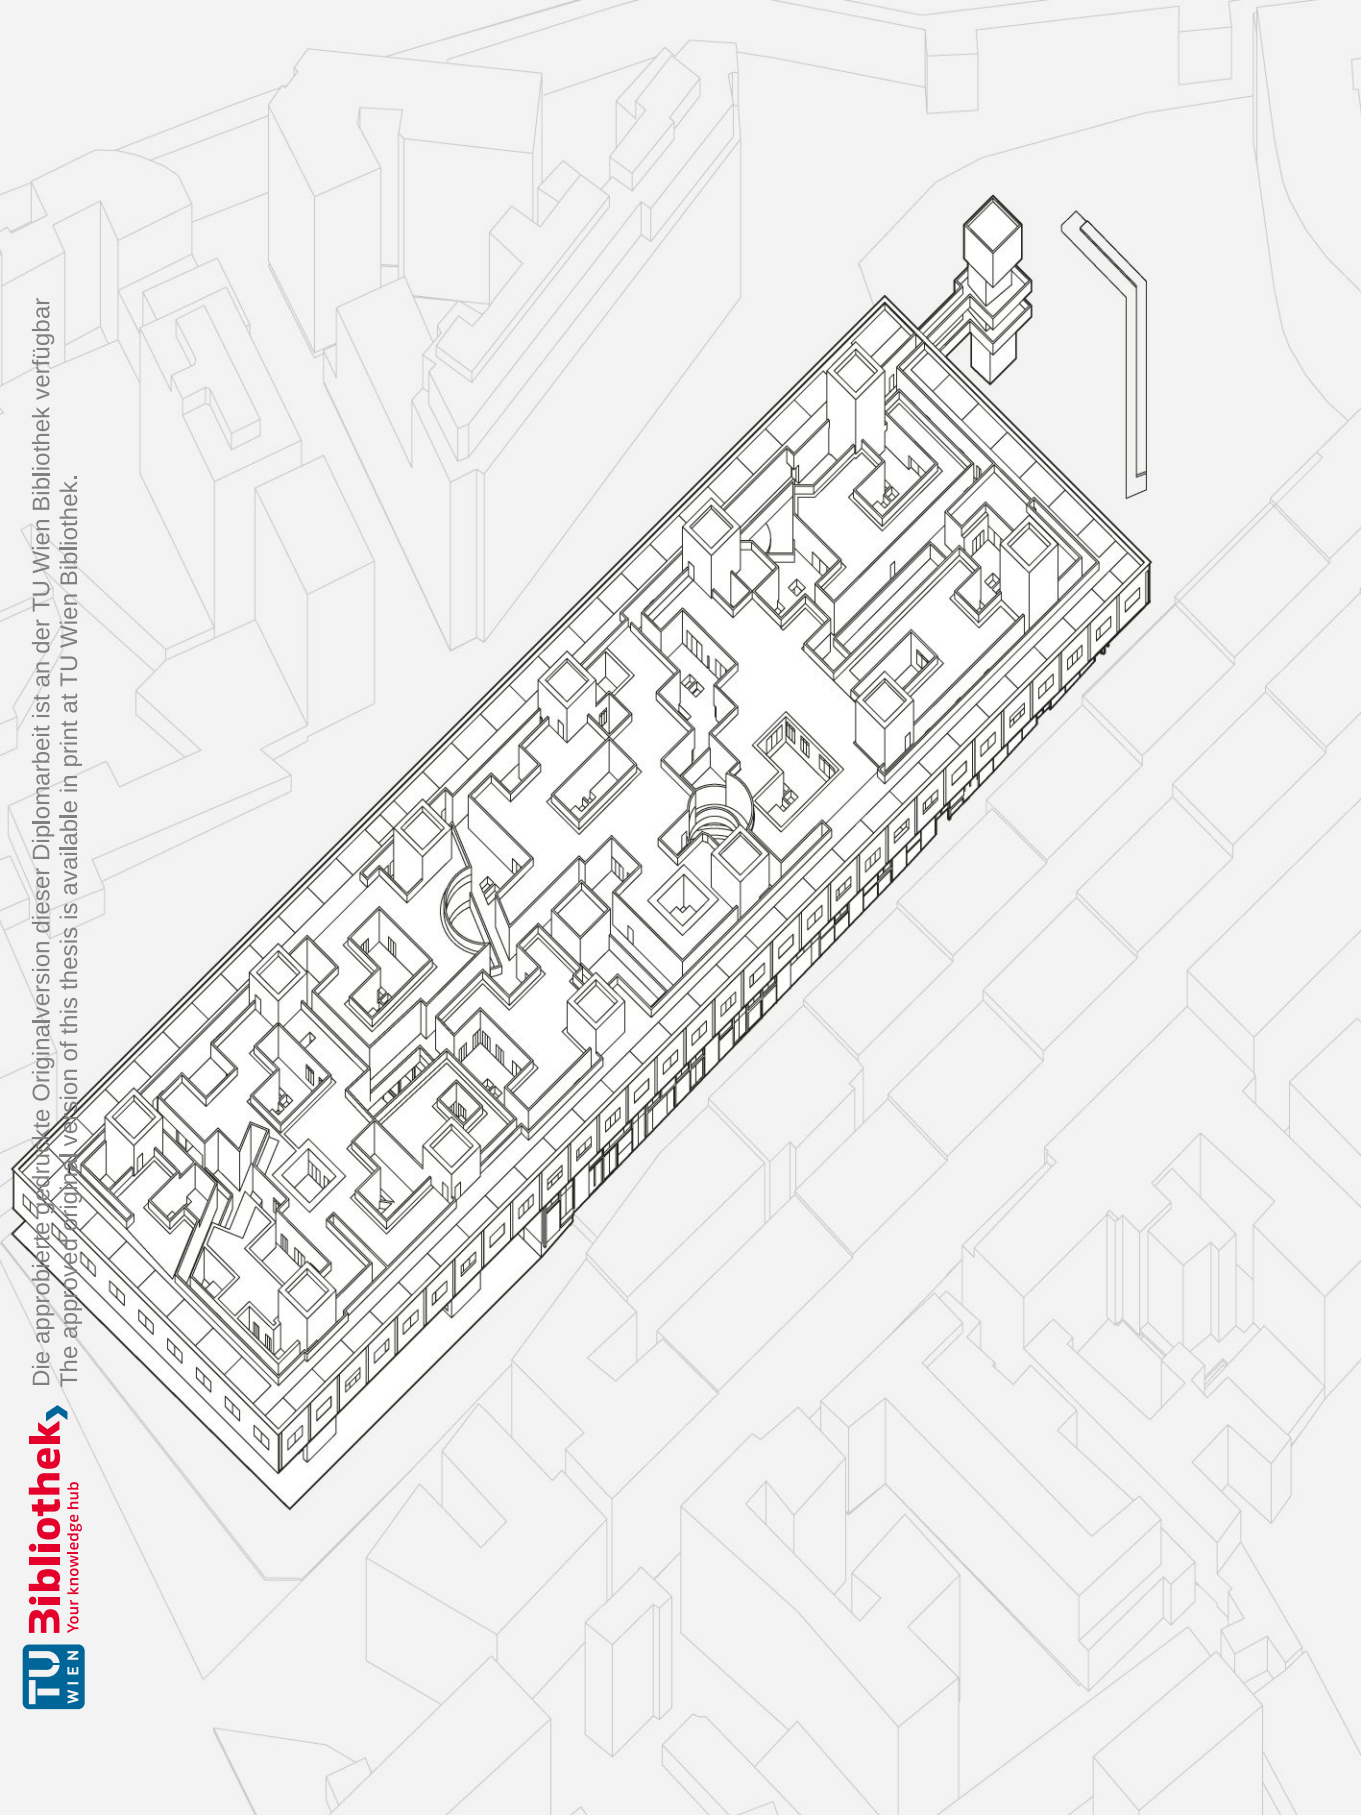 Die approbierte gedruckte Originalversion dieser Diplomarbeit ist an der TU Wien Bibliothek verfügbar
The approved original version of this thesis is available in print at TU Wien Bibliothek.
TU
WIEN
Bibliothek
Your knowledge hub